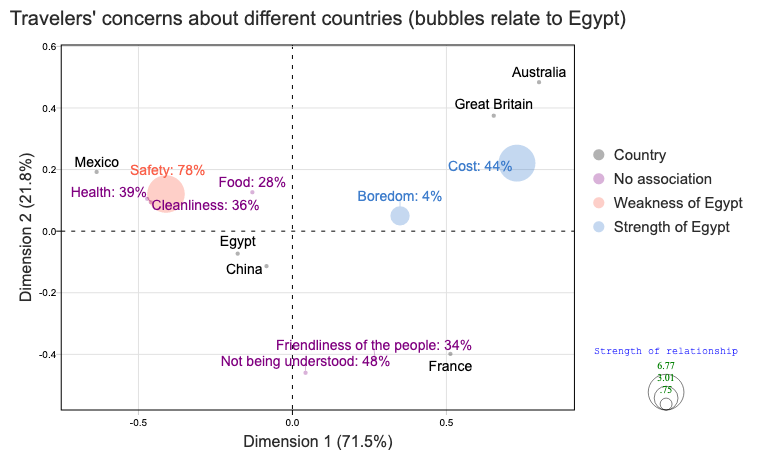 Travelers' concerns about different countries (bubbles relate to Egypt)
0.6
Australia
Great Britain
0.4
Country
Mexico
Safety: 78%
Cost: 44%
0.2
No association
Food: 28%
Health: 39%
Boredom: 4%
Cleanliness: 36%
Weakness of Egypt
Strength of Egypt
0.0
Egypt
China
-0.2
Dimension 2 (21.8%)
Friendliness of the people: 34%
Not being understood: 48%
France
-0.4
Strength of relationship
6.77
3.01
.75
-0.5
0.0
0.5
Dimension 1 (71.5%)